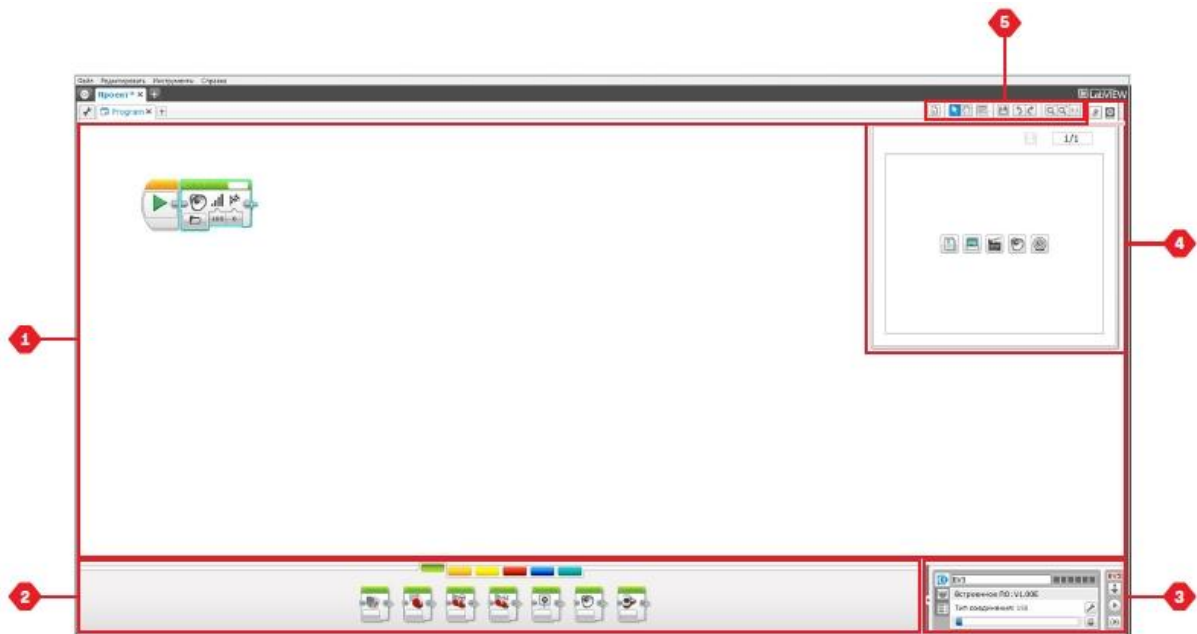 5
Файл Редактировать Инструменты Справка
Проект* × +
LabVIEW
Program × +
1/1
4
1
100
2
EV3
EV3
Встроенное ПО: V1.00E
Тип соединения: USB
3